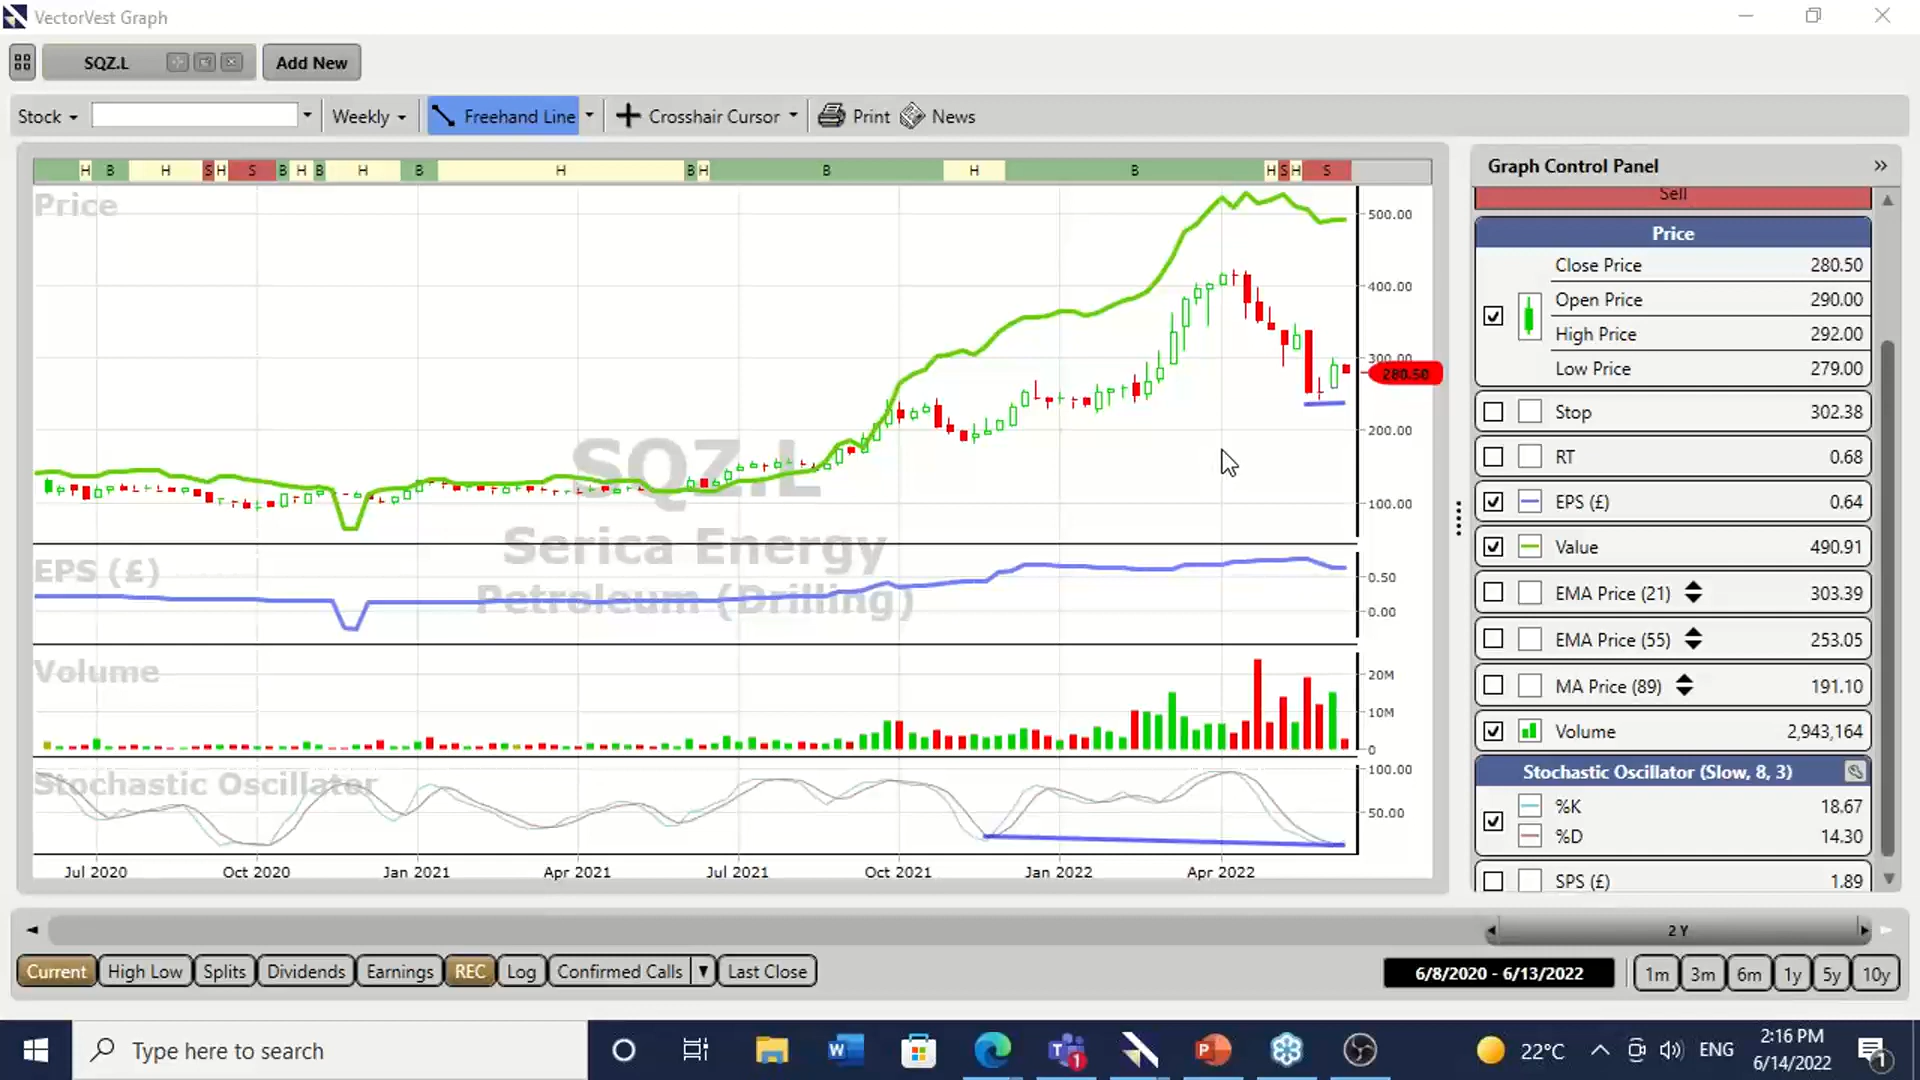 VectorVest Graph
SQZ.L
Add New
Stock
Weekly
Freehand Line
Crosshair Cursor
Print
News
H B H S H S B H B H B H B H B H B H S H S
Price
500.00
400.00
300.00
280.50
200.00
100.00
SQZ.L
Serica Energy
Petroleum (Drilling)
EPS (£)
0.50
0.00
Volume
20M
10M
0
Stochastic Oscillator
100.00
50.00
Jul 2020 Oct 2020 Jan 2021 Apr 2021 Jul 2021 Oct 2021 Jan 2022 Apr 2022
Graph Control Panel
Sell
Price
Close Price 280.50
Open Price 290.00
High Price 292.00
Low Price 279.00
Stop 302.38
RT 0.68
EPS (£) 0.64
Value 490.91
EMA Price (21) 303.39
EMA Price (55) 253.05
MA Price (89) 191.10
Volume 2,943,164
Stochastic Oscillator (Slow, 8, 3)
%K 18.67
%D 14.30
SPS (£) 1.89
2 Y
Current High Low Splits Dividends Earnings REC Log Confirmed Calls Last Close
6/8/2020 - 6/13/2022
1m 3m 6m 1y 5y 10y
Type here to search
22°C
ENG
2:16 PM
6/14/2022